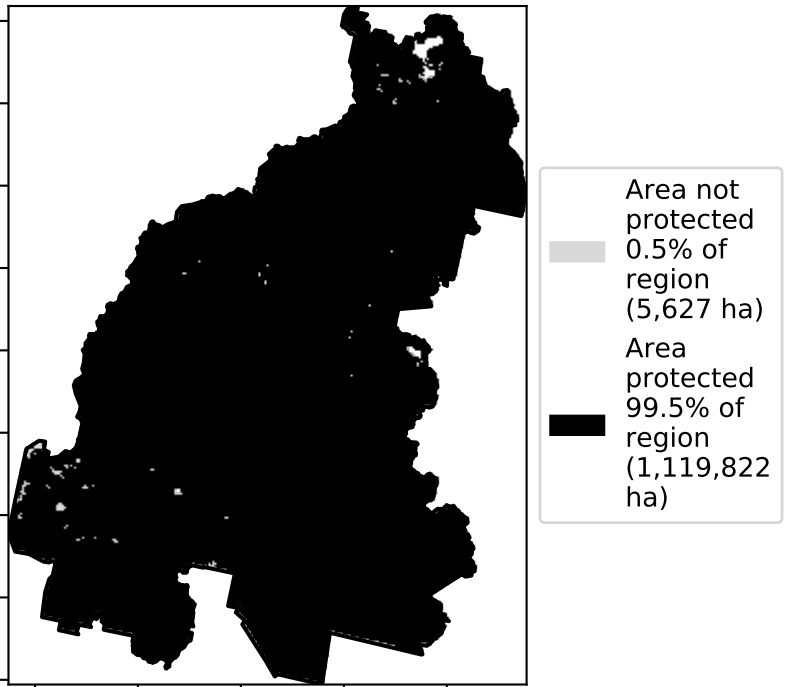 Area not
protected
0.5% of
region
(5,627 ha)
Area
protected
99.5% of
region
(1,119,822
ha)